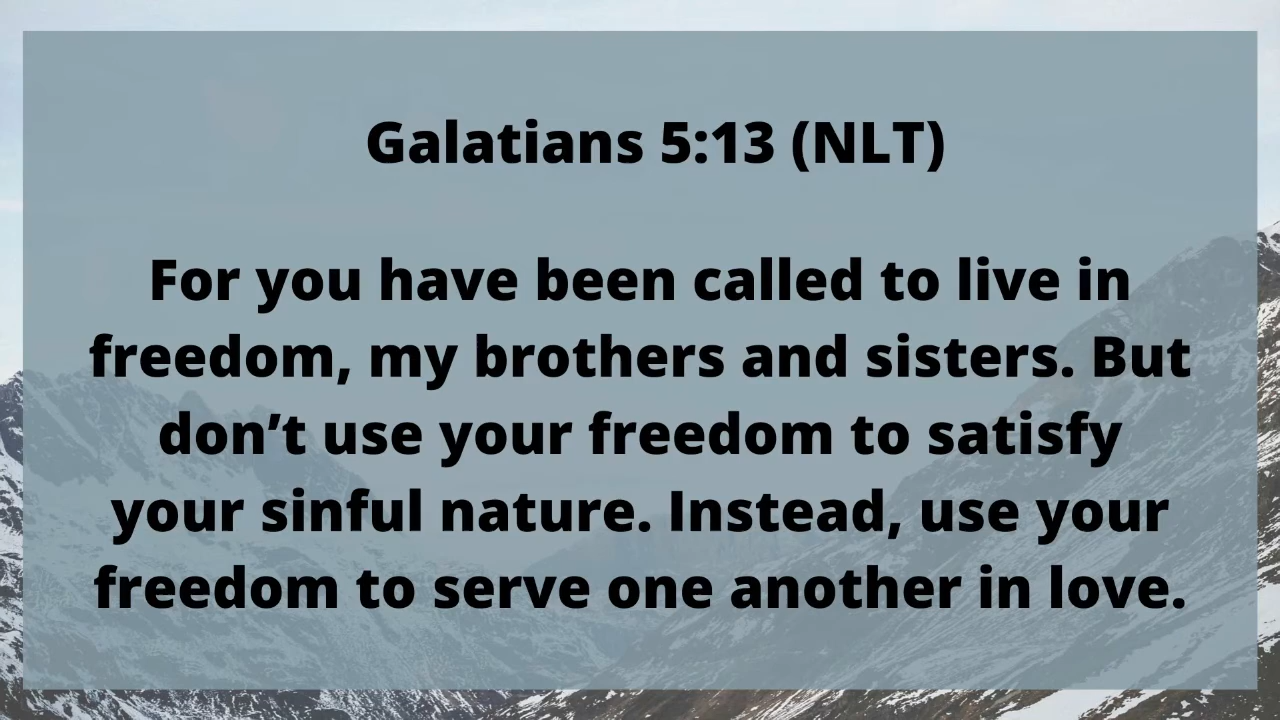 Galatians 5:13 (NLT)
For you have been called to live in
freedom, my brothers and sisters. But
don’t use your freedom to satisfy
your sinful nature. Instead, use your
freedom to serve one another in love.